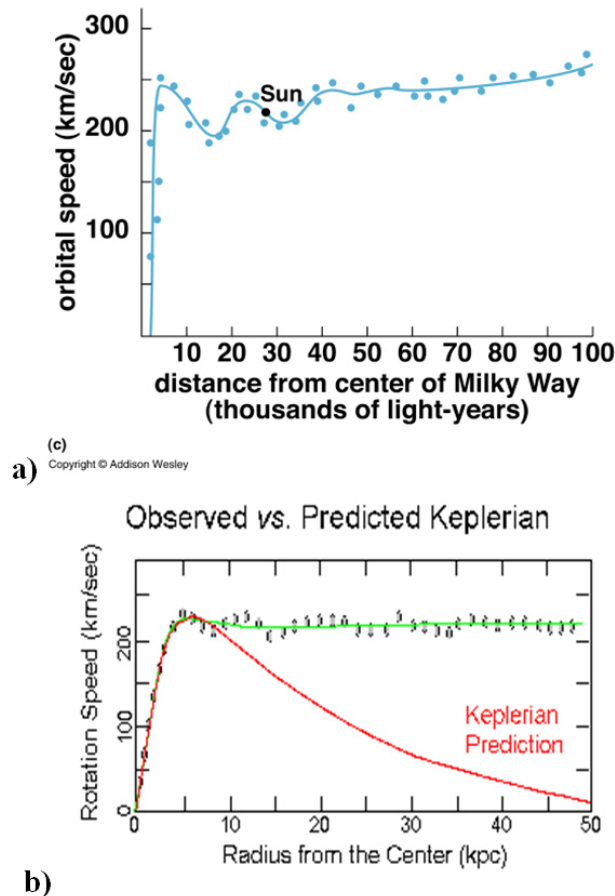 300
200
100
orbital speed (km/sec)
Sun
10 20 30 40 50 60 70 80 90 100
distance from center of Milky Way
(thousands of light-years)
(c)
a) Copyright © Addison Wesley
Observed vs. Predicted Keplerian
Rotation Speed (km/sec)
200
100
0
Keplerian
Prediction
0 10 20 30 40 50
Radius from the Center (kpc)
b)